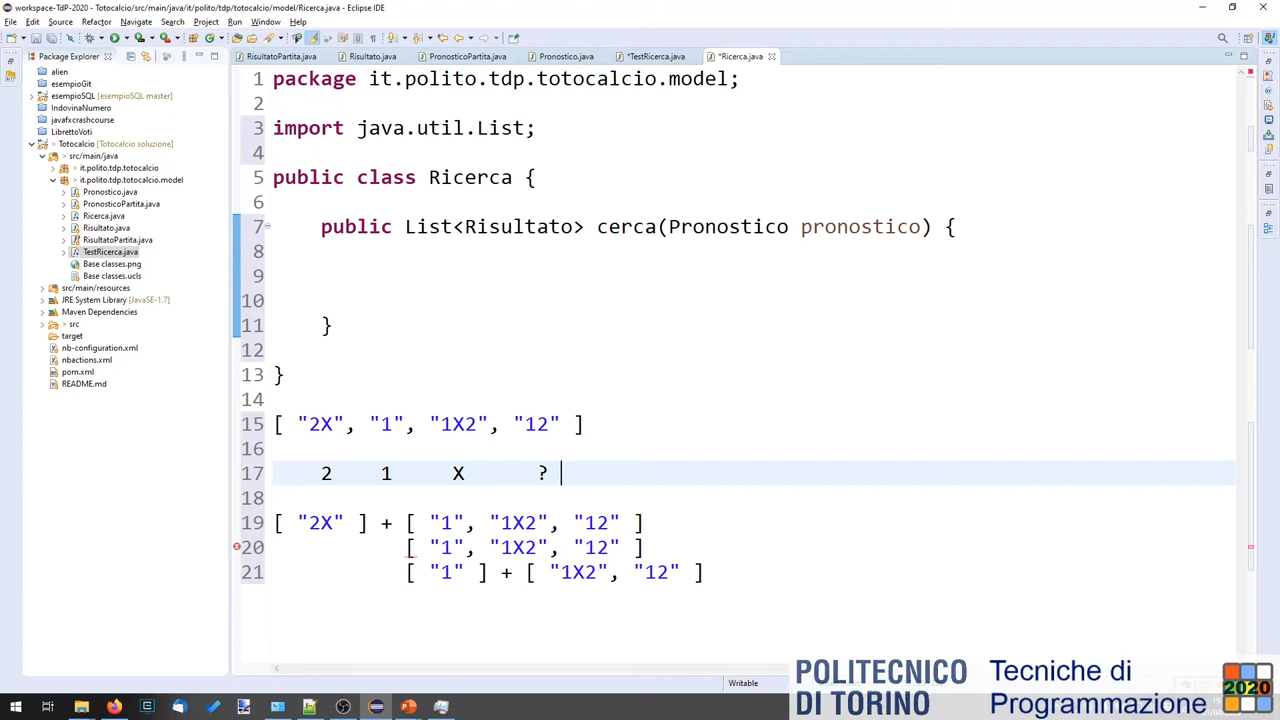 workspace-TdP-2020 - Totocalcio/src/main/java/it/polito/tdp/totocalcio/model/Ricerca.java - Eclipse IDE
File Edit Source Refactor Navigate Search Project Run Window Help
Package Explorer
RisultatoPartita.java Risultato.java PronosticoPartita.java Pronostico.java *TestRicerca.java *Ricerca.java
alien
esempioGit
esempioSQL [esempioSQL master]
IndovinaNumero
javafxcrashcourse
LibrettoVoti
Totocalcio [Totocalcio soluzione]
src/main/java
it.polito.tdp.totocalcio
it.polito.tdp.totocalcio.model
Pronostico.java
PronosticoPartita.java
Ricerca.java
Risultato.java
RisultatoPartita.java
TestRicerca.java
Base classes.png
Base classes.ucls
src/main/resources
JRE System Library [JavaSE-1.7]
Maven Dependencies
src
target
nb-configuration.xml
nbactions.xml
pom.xml
README.md
1 package it.polito.tdp.totocalcio.model;
2
3 import java.util.List;
4
5 public class Ricerca {
6
7 public List<Risultato> cerca(Pronostico pronostico) {
8
9
10
11 }
12
13 }
14
15 [ "2X", "1", "1X2", "12" ]
16
17 2 1 X ?
18
19 [ "2X" ] + [ "1", "1X2", "12" ]
20 [ "1", "1X2", "12" ]
21 [ "1" ] + [ "1X2", "12" ]
Writable
POLITECNICO
DI TORINO
Tecniche di
Programmazione
2020